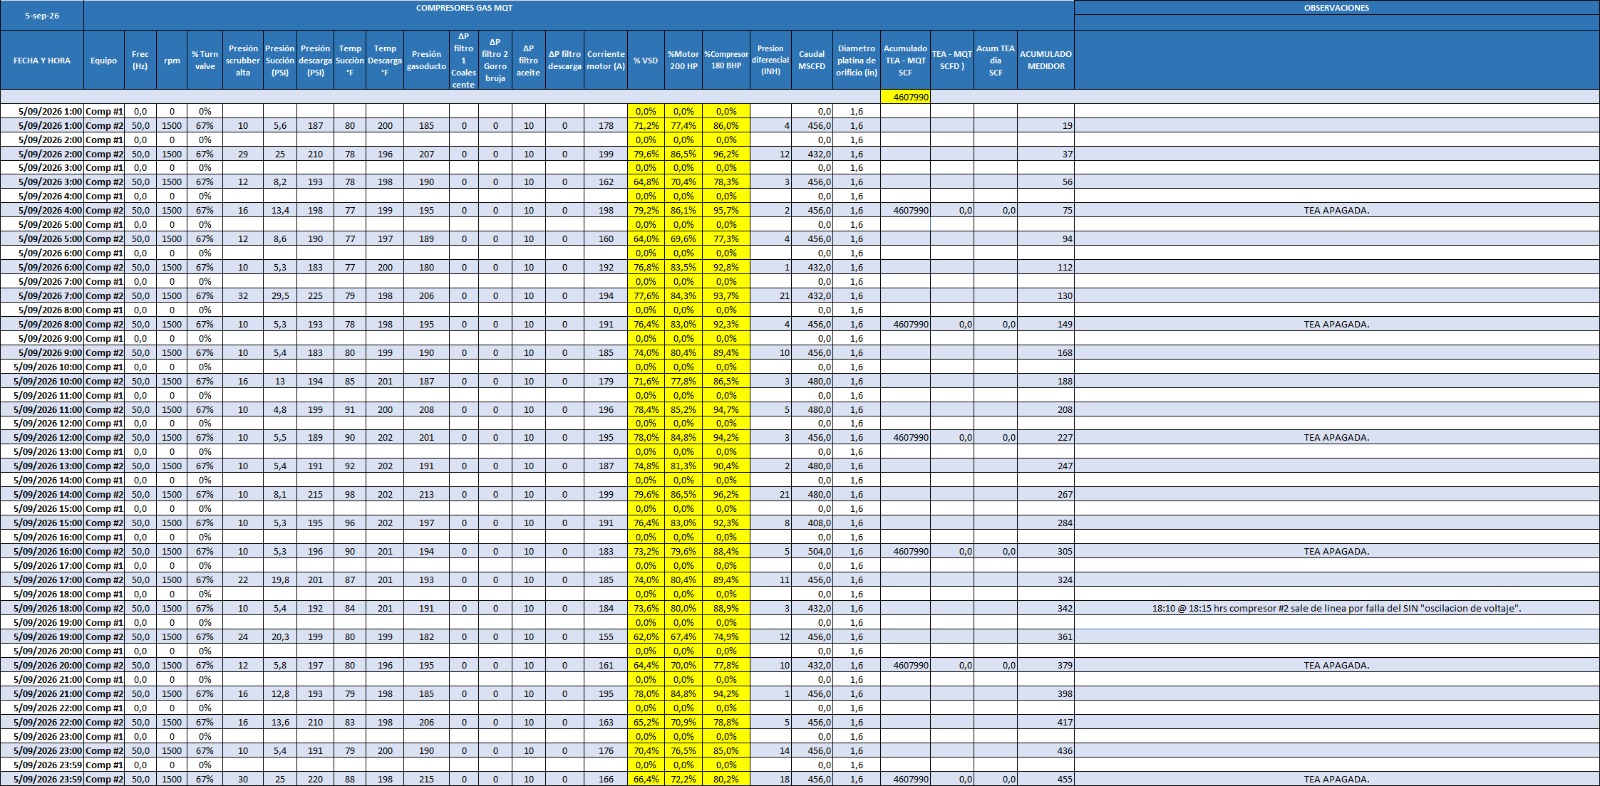 5-sep-26 COMPRESORES GAS MQT OBSERVACIONES
FECHA Y HORA Equipo Frec (Hz) rpm % Turn valve Presión scrubber alta Presión Succión (PSI) Presión descarga (PSI) Temp Succión °F Temp Descarga °F Presión gasoducto ΔP filtro 1 Coales cente ΔP filtro 2 Gorro bruja ΔP filtro aceite ΔP filtro descarga Corriente motor (A) % VSD %Motor 200 HP %Compresor 180 BHP Presion diferencial (INH) Caudal MSCFD Diametro platina de orificio (in) Acumulado TEA - MQT SCF TEA - MQT SCFD ) Acum TEA dia SCF ACUMULADO MEDIDOR
4607990
5/09/2026 1:00 Comp #1 0,0 0 0% 0,0% 0,0% 0,0% 0,0 1,6
5/09/2026 1:00 Comp #2 50,0 1500 67% 10 5,6 187 80 200 185 0 0 10 0 178 71,2% 77,4% 86,0% 4 456,0 1,6 19
5/09/2026 2:00 Comp #1 0,0 0 0% 0,0% 0,0% 0,0% 0,0 1,6
5/09/2026 2:00 Comp #2 50,0 1500 67% 29 25 210 78 196 207 0 0 10 0 199 79,6% 86,5% 96,2% 12 432,0 1,6 37
5/09/2026 3:00 Comp #1 0,0 0 0% 0,0% 0,0% 0,0% 0,0 1,6
5/09/2026 3:00 Comp #2 50,0 1500 67% 12 8,2 193 78 198 190 0 0 10 0 162 64,8% 70,4% 78,3% 3 456,0 1,6 56
5/09/2026 4:00 Comp #1 0,0 0 0% 0,0% 0,0% 0,0% 0,0 1,6
5/09/2026 4:00 Comp #2 50,0 1500 67% 16 13,4 198 77 199 195 0 0 10 0 198 79,2% 86,1% 95,7% 2 456,0 1,6 4607990 0,0 0,0 75 TEA APAGADA.
5/09/2026 5:00 Comp #1 0,0 0 0% 0,0% 0,0% 0,0% 0,0 1,6
5/09/2026 5:00 Comp #2 50,0 1500 67% 12 8,6 190 77 197 189 0 0 10 0 160 64,0% 69,6% 77,3% 4 456,0 1,6 94
5/09/2026 6:00 Comp #1 0,0 0 0% 0,0% 0,0% 0,0% 0,0 1,6
5/09/2026 6:00 Comp #2 50,0 1500 67% 10 5,3 183 77 200 180 0 0 10 0 192 76,8% 83,5% 92,8% 1 432,0 1,6 112
5/09/2026 7:00 Comp #1 0,0 0 0% 0,0% 0,0% 0,0% 0,0 1,6
5/09/2026 7:00 Comp #2 50,0 1500 67% 32 29,5 225 79 198 206 0 0 10 0 194 77,6% 84,3% 93,7% 21 432,0 1,6 130
5/09/2026 8:00 Comp #1 0,0 0 0% 0,0% 0,0% 0,0% 0,0 1,6
5/09/2026 8:00 Comp #2 50,0 1500 67% 10 5,3 193 78 198 195 0 0 10 0 191 76,4% 83,0% 92,3% 4 456,0 1,6 4607990 0,0 0,0 149 TEA APAGADA.
5/09/2026 9:00 Comp #1 0,0 0 0% 0,0% 0,0% 0,0% 0,0 1,6
5/09/2026 9:00 Comp #2 50,0 1500 67% 10 5,4 183 80 199 190 0 0 10 0 185 74,0% 80,4% 89,4% 10 456,0 1,6 168
5/09/2026 10:00 Comp #1 0,0 0 0% 0,0% 0,0% 0,0% 0,0 1,6
5/09/2026 10:00 Comp #2 50,0 1500 67% 16 13 194 85 201 187 0 0 10 0 179 71,6% 77,8% 86,5% 3 480,0 1,6 188
5/09/2026 11:00 Comp #1 0,0 0 0% 0,0% 0,0% 0,0% 0,0 1,6
5/09/2026 11:00 Comp #2 50,0 1500 67% 10 4,8 199 91 200 208 0 0 10 0 196 78,4% 85,2% 94,7% 5 480,0 1,6 208
5/09/2026 12:00 Comp #1 0,0 0 0% 0,0% 0,0% 0,0% 0,0 1,6
5/09/2026 12:00 Comp #2 50,0 1500 67% 10 5,5 189 90 202 201 0 0 10 0 195 78,0% 84,8% 94,2% 3 456,0 1,6 4607990 0,0 0,0 227 TEA APAGADA.
5/09/2026 13:00 Comp #1 0,0 0 0% 0,0% 0,0% 0,0% 0,0 1,6
5/09/2026 13:00 Comp #2 50,0 1500 67% 10 5,4 191 92 202 191 0 0 10 0 187 74,8% 81,3% 90,4% 2 480,0 1,6 247
5/09/2026 14:00 Comp #1 0,0 0 0% 0,0% 0,0% 0,0% 0,0 1,6
5/09/2026 14:00 Comp #2 50,0 1500 67% 10 8,1 215 98 202 213 0 0 10 0 199 79,6% 86,5% 96,2% 21 480,0 1,6 267
5/09/2026 15:00 Comp #1 0,0 0 0% 0,0% 0,0% 0,0% 0,0 1,6
5/09/2026 15:00 Comp #2 50,0 1500 67% 10 5,3 195 96 202 197 0 0 10 0 191 76,4% 83,0% 92,3% 8 408,0 1,6 284
5/09/2026 16:00 Comp #1 0,0 0 0% 0,0% 0,0% 0,0% 0,0 1,6
5/09/2026 16:00 Comp #2 50,0 1500 67% 10 5,3 196 90 201 194 0 0 10 0 183 73,2% 79,6% 88,4% 5 504,0 1,6 4607990 0,0 0,0 305 TEA APAGADA.
5/09/2026 17:00 Comp #1 0,0 0 0% 0,0% 0,0% 0,0% 0,0 1,6
5/09/2026 17:00 Comp #2 50,0 1500 67% 22 19,8 201 87 201 193 0 0 10 0 185 74,0% 80,4% 89,4% 11 456,0 1,6 324
5/09/2026 18:00 Comp #1 0,0 0 0% 0,0% 0,0% 0,0% 0,0 1,6
5/09/2026 18:00 Comp #2 50,0 1500 67% 10 5,4 192 84 201 191 0 0 10 0 184 73,6% 80,0% 88,9% 3 432,0 1,6 342 18:10 @ 18:15 hrs compresor #2 sale de linea por falla del SIN "oscilacion de voltaje".
5/09/2026 19:00 Comp #1 0,0 0 0% 0,0% 0,0% 0,0% 0,0 1,6
5/09/2026 19:00 Comp #2 50,0 1500 67% 24 20,3 199 80 199 182 0 0 10 0 155 62,0% 67,4% 74,9% 12 456,0 1,6 361
5/09/2026 20:00 Comp #1 0,0 0 0% 0,0% 0,0% 0,0% 0,0 1,6
5/09/2026 20:00 Comp #2 50,0 1500 67% 12 5,8 197 80 196 195 0 0 10 0 161 64,4% 70,0% 77,8% 10 432,0 1,6 4607990 0,0 0,0 379 TEA APAGADA.
5/09/2026 21:00 Comp #1 0,0 0 0% 0,0% 0,0% 0,0% 0,0 1,6
5/09/2026 21:00 Comp #2 50,0 1500 67% 16 12,8 193 79 198 185 0 0 10 0 195 78,0% 84,8% 94,2% 1 456,0 1,6 398
5/09/2026 22:00 Comp #1 0,0 0 0% 0,0% 0,0% 0,0% 0,0 1,6
5/09/2026 22:00 Comp #2 50,0 1500 67% 16 13,6 210 83 198 206 0 0 10 0 163 65,2% 70,9% 78,8% 5 456,0 1,6 417
5/09/2026 23:00 Comp #1 0,0 0 0% 0,0% 0,0% 0,0% 0,0 1,6
5/09/2026 23:00 Comp #2 50,0 1500 67% 10 5,4 191 79 200 190 0 0 10 0 176 70,4% 76,5% 85,0% 14 456,0 1,6 436
5/09/2026 23:59 Comp #1 0,0 0 0% 0,0% 0,0% 0,0% 0,0 1,6
5/09/2026 23:59 Comp #2 50,0 1500 67% 30 25 220 88 198 215 0 0 10 0 166 66,4% 72,2% 80,2% 18 456,0 1,6 4607990 0,0 0,0 455 TEA APAGADA.